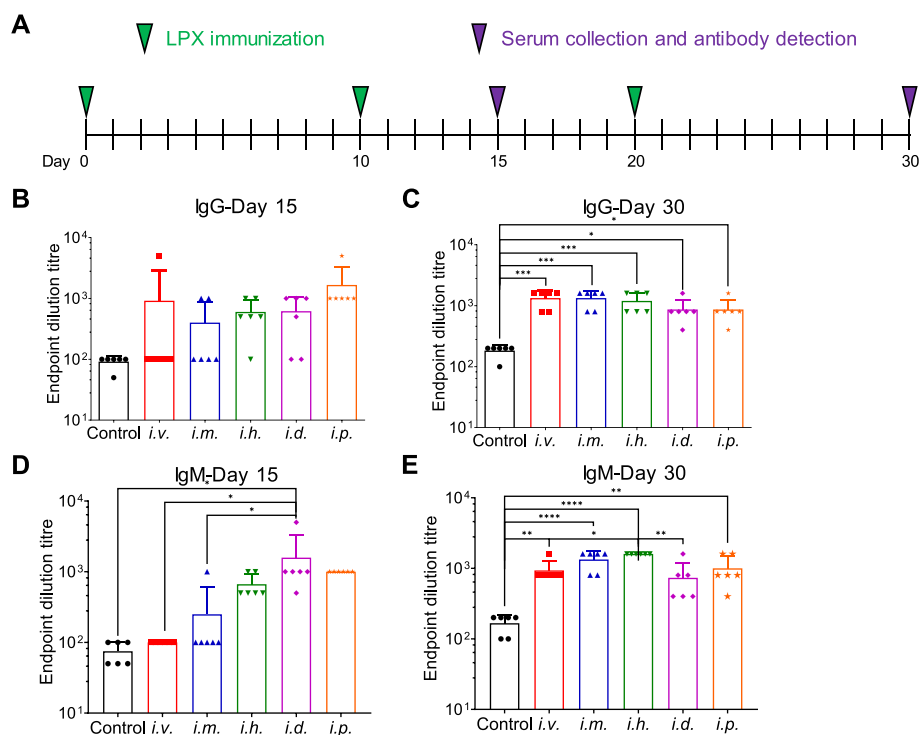 A
LPX immunization
Serum collection and antibody detection
Day
0
10
15
20
30
B
IgG-Day 15
Endpoint dilution titre
10⁴
10³
10²
10¹
Control i.v. i.m. i.h. i.d. i.p.
C
IgG-Day 30
Endpoint dilution titre
10⁴
10³
10²
10¹
*
*
***
***
***
Control i.v. i.m. i.h. i.d. i.p.
D
IgM-Day 15
Endpoint dilution titre
10⁴
10³
10²
10¹
*
*
*
Control i.v. i.m. i.h. i.d. i.p.
E
IgM-Day 30
Endpoint dilution titre
10⁴
10³
10²
10¹
**
****
****
** * **
Control i.v. i.m. i.h. i.d. i.p.